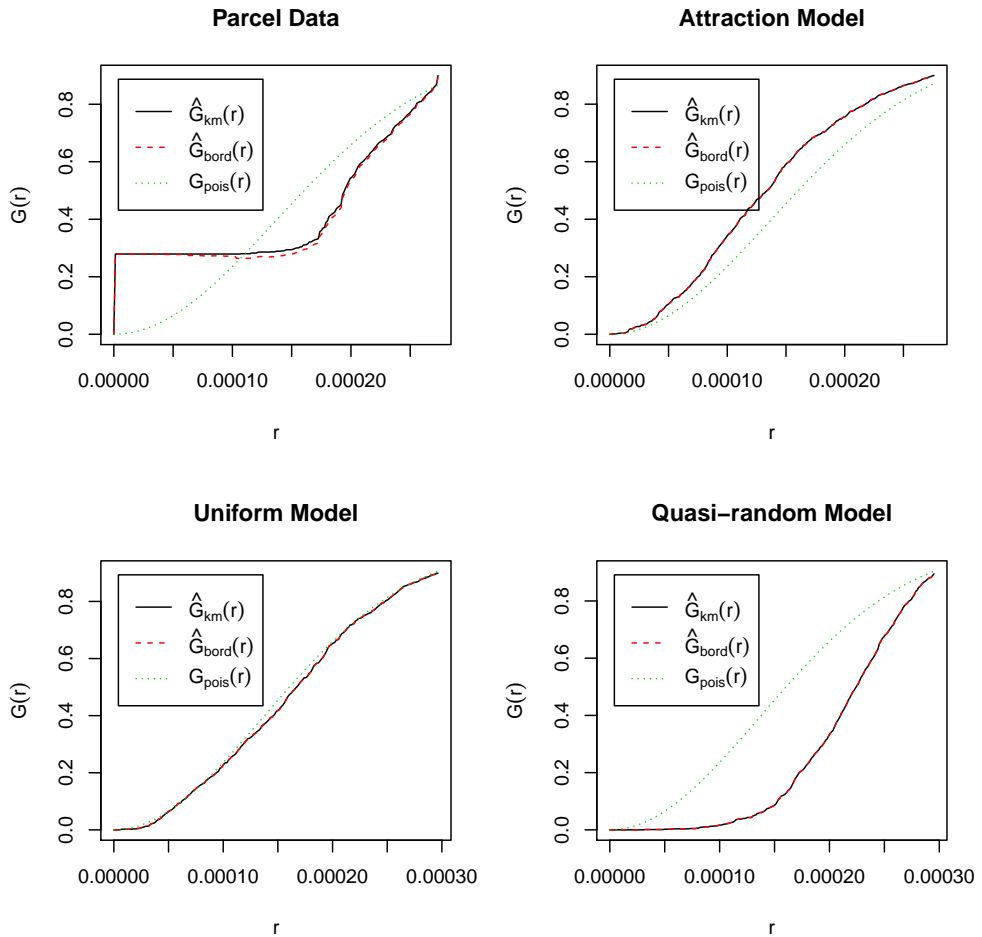 Parcel Data
Ĝkm(r)
Ĝbord(r)
Gpois(r)
G(r)
0.0 0.2 0.4 0.6 0.8
0.00000 0.00010 0.00020
r
Attraction Model
Ĝkm(r)
Ĝbord(r)
Gpois(r)
G(r)
0.0 0.2 0.4 0.6 0.8
0.00000 0.00010 0.00020
r
Uniform Model
Ĝkm(r)
Ĝbord(r)
Gpois(r)
G(r)
0.0 0.2 0.4 0.6 0.8
0.00000 0.00010 0.00020 0.00030
r
Quasi−random Model
Ĝkm(r)
Ĝbord(r)
Gpois(r)
G(r)
0.0 0.2 0.4 0.6 0.8
0.00000 0.00010 0.00020 0.00030
r